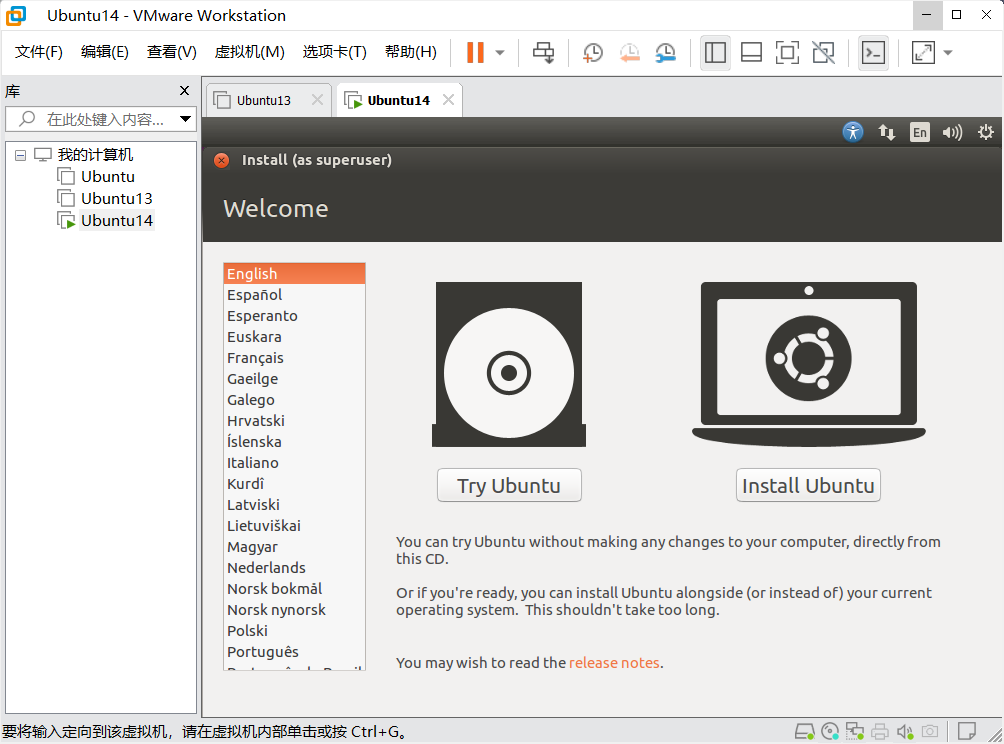 Ubuntu14 - VMware Workstation
文件(F) 编辑(E) 查看(V) 虚拟机(M) 选项卡(T) 帮助(H)
库
在此处键入内容...
我的计算机
Ubuntu
Ubuntu13
Ubuntu14
Ubuntu13
Ubuntu14
En
Install (as superuser)
Welcome
English
Español
Esperanto
Euskara
Français
Gaeilge
Galego
Hrvatski
Íslenska
Italiano
Kurdî
Latviski
Lietuviškai
Magyar
Nederlands
Norsk bokmål
Norsk nynorsk
Polski
Português
Try Ubuntu
Install Ubuntu
You can try Ubuntu without making any changes to your computer, directly from
this CD.
Or if you're ready, you can install Ubuntu alongside (or instead of) your current
operating system. This shouldn't take too long.
You may wish to read the release notes.
要将输入定向到该虚拟机，请在虚拟机内部单击或按 Ctrl+G。